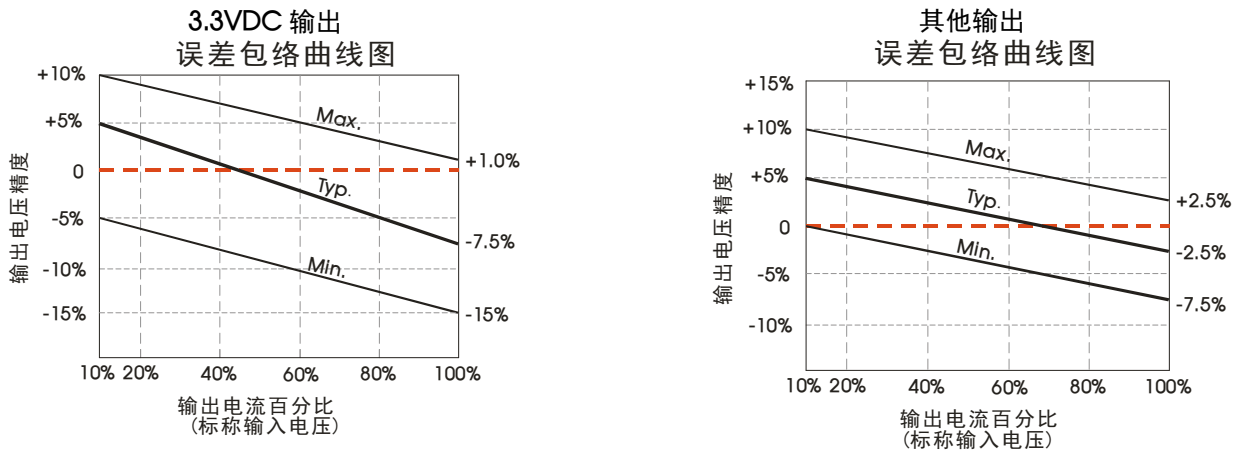 3.3VDC 输出
误差包络曲线图
+10%
+5%
0
-5%
-10%
-15%
Max.
Typ.
Min.
+1.0%
-7.5%
-15%
10% 20% 40% 60% 80% 100%
输出电压精度
输出电流百分比
(标称输入电压)
其他输出
误差包络曲线图
+15%
+10%
+5%
0
-5%
-10%
Max.
Typ.
Min.
+2.5%
-2.5%
-7.5%
10% 20% 40% 60% 80% 100%
输出电压精度
输出电流百分比
(标称输入电压)